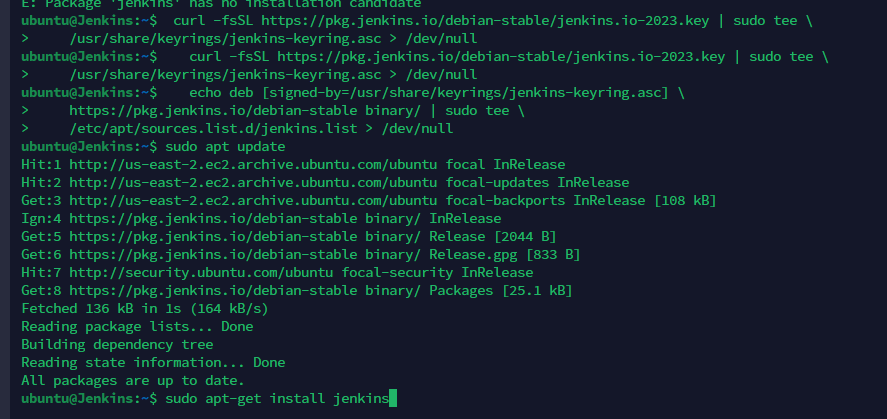 E: Package 'jenkins' has no installation candidate
ubuntu@Jenkins:~$  curl -fsSL https://pkg.jenkins.io/debian-stable/jenkins.io-2023.key | sudo tee \
>     /usr/share/keyrings/jenkins-keyring.asc > /dev/null
ubuntu@Jenkins:~$    curl -fsSL https://pkg.jenkins.io/debian-stable/jenkins.io-2023.key | sudo tee \
>     /usr/share/keyrings/jenkins-keyring.asc > /dev/null
ubuntu@Jenkins:~$    echo deb [signed-by=/usr/share/keyrings/jenkins-keyring.asc] \
>     https://pkg.jenkins.io/debian-stable binary/ | sudo tee \
>     /etc/apt/sources.list.d/jenkins.list > /dev/null
ubuntu@Jenkins:~$ sudo apt update
Hit:1 http://us-east-2.ec2.archive.ubuntu.com/ubuntu focal InRelease
Hit:2 http://us-east-2.ec2.archive.ubuntu.com/ubuntu focal-updates InRelease
Get:3 http://us-east-2.ec2.archive.ubuntu.com/ubuntu focal-backports InRelease [108 kB]
Ign:4 https://pkg.jenkins.io/debian-stable binary/ InRelease
Get:5 https://pkg.jenkins.io/debian-stable binary/ Release [2044 B]
Get:6 https://pkg.jenkins.io/debian-stable binary/ Release.gpg [833 B]
Hit:7 http://security.ubuntu.com/ubuntu focal-security InRelease
Get:8 https://pkg.jenkins.io/debian-stable binary/ Packages [25.1 kB]
Fetched 136 kB in 1s (164 kB/s)
Reading package lists... Done
Building dependency tree
Reading state information... Done
All packages are up to date.
ubuntu@Jenkins:~$ sudo apt-get install jenkins